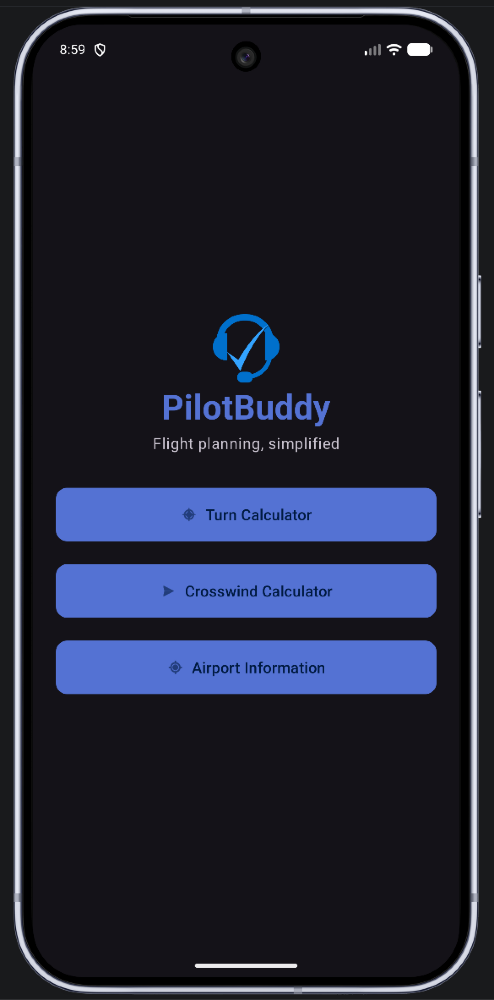 8:59
PilotBuddy
Flight planning, simplified
Turn Calculator
Crosswind Calculator
Airport Information